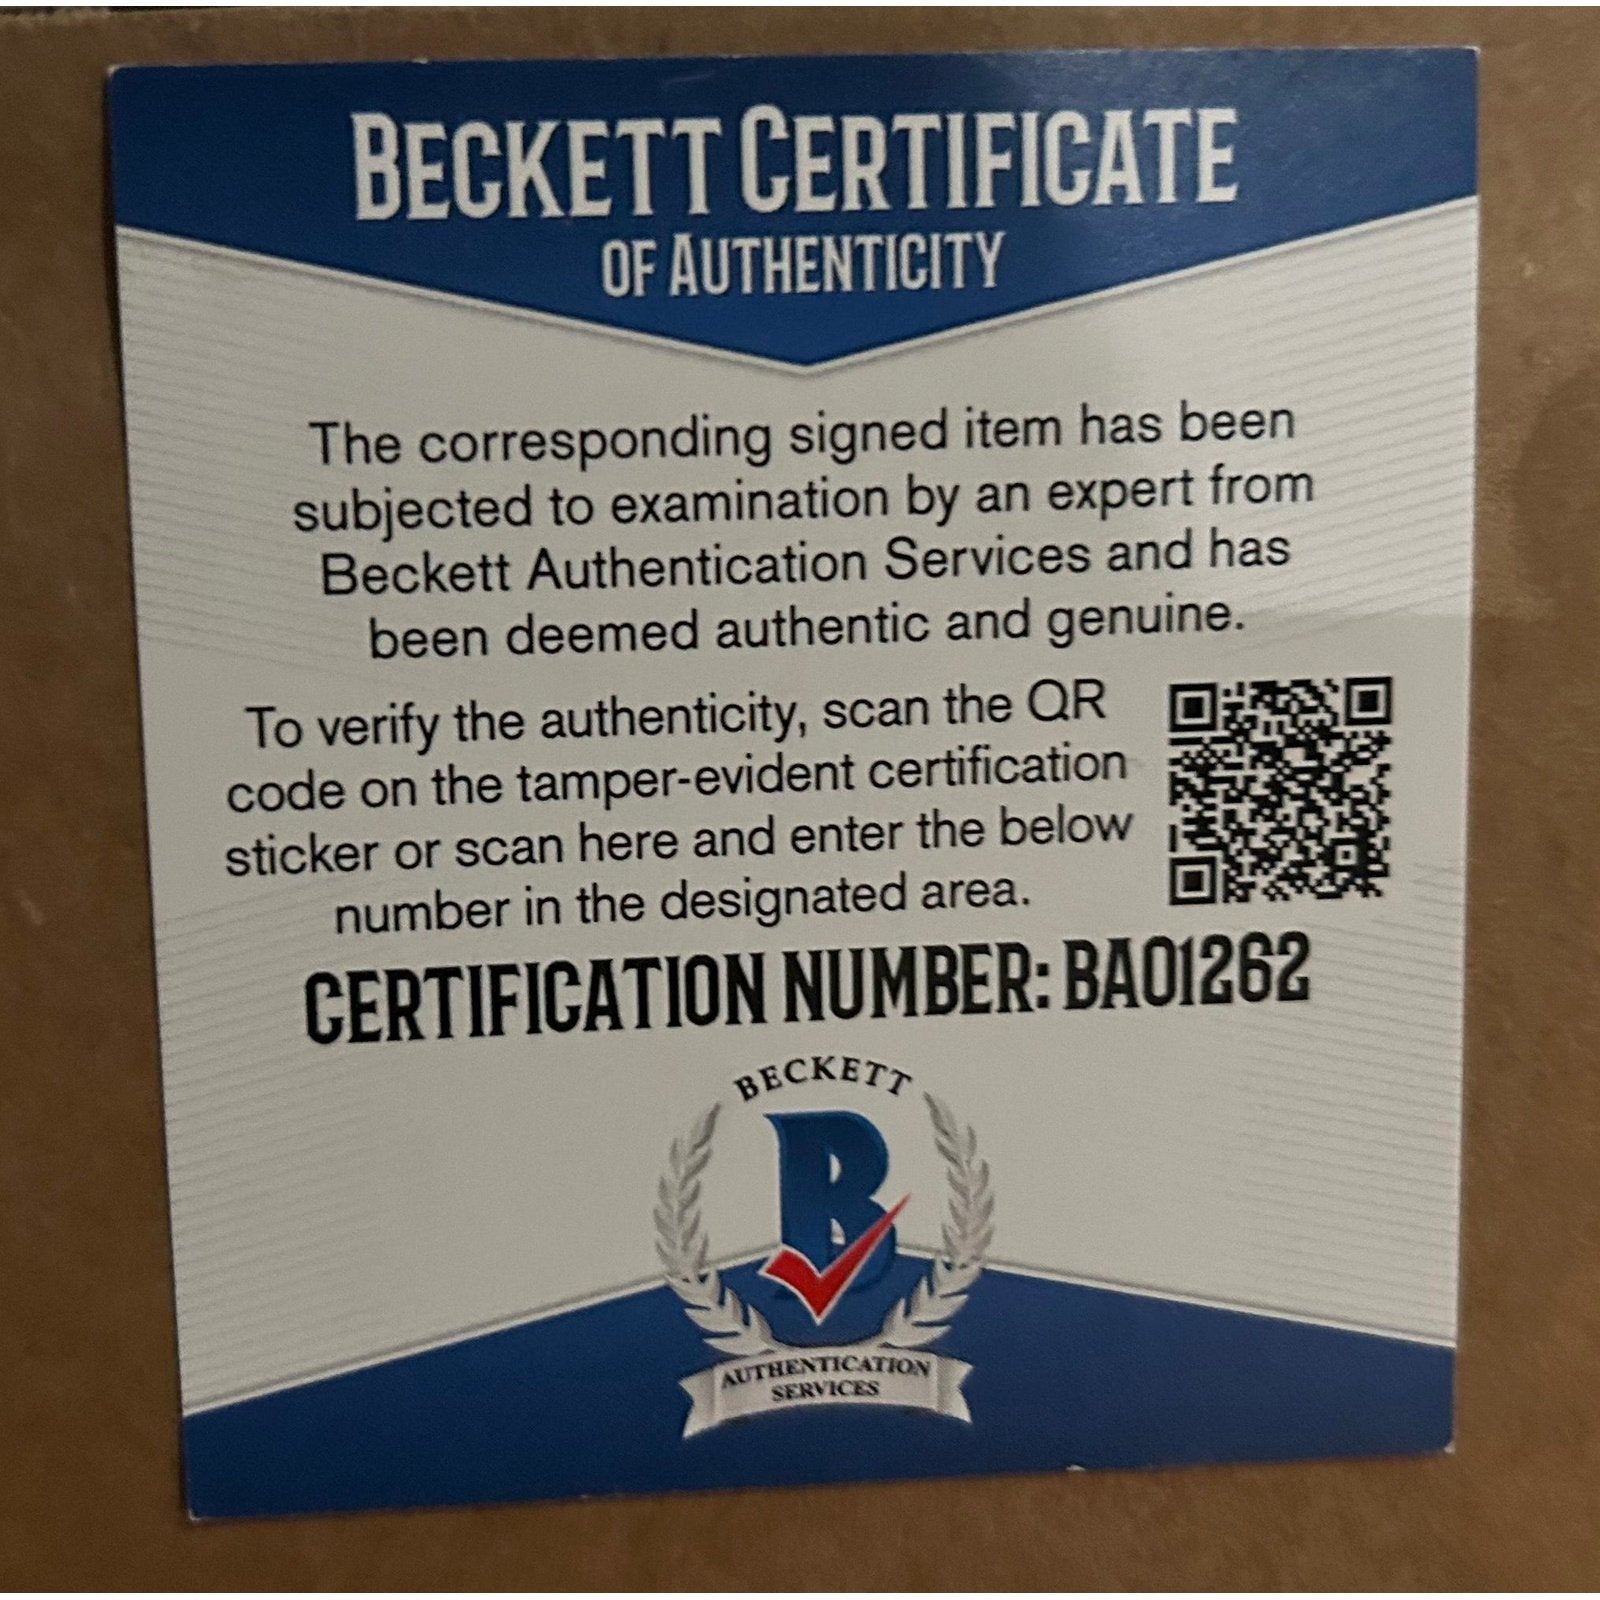 BECKETT CERTIFICATE
OF AUTHENTICITY
The corresponding signed item has been
subjected to examination by an expert from
Beckett Authentication Services and has
been deemed authentic and genuine.
To verify the authenticity, scan the QR
code on the tamper-evident certification
sticker or scan here and enter the below
number in the designated area.
CERTIFICATION NUMBER: BA01262
BECKETT
B
AUTHENTICATION
SERVICES